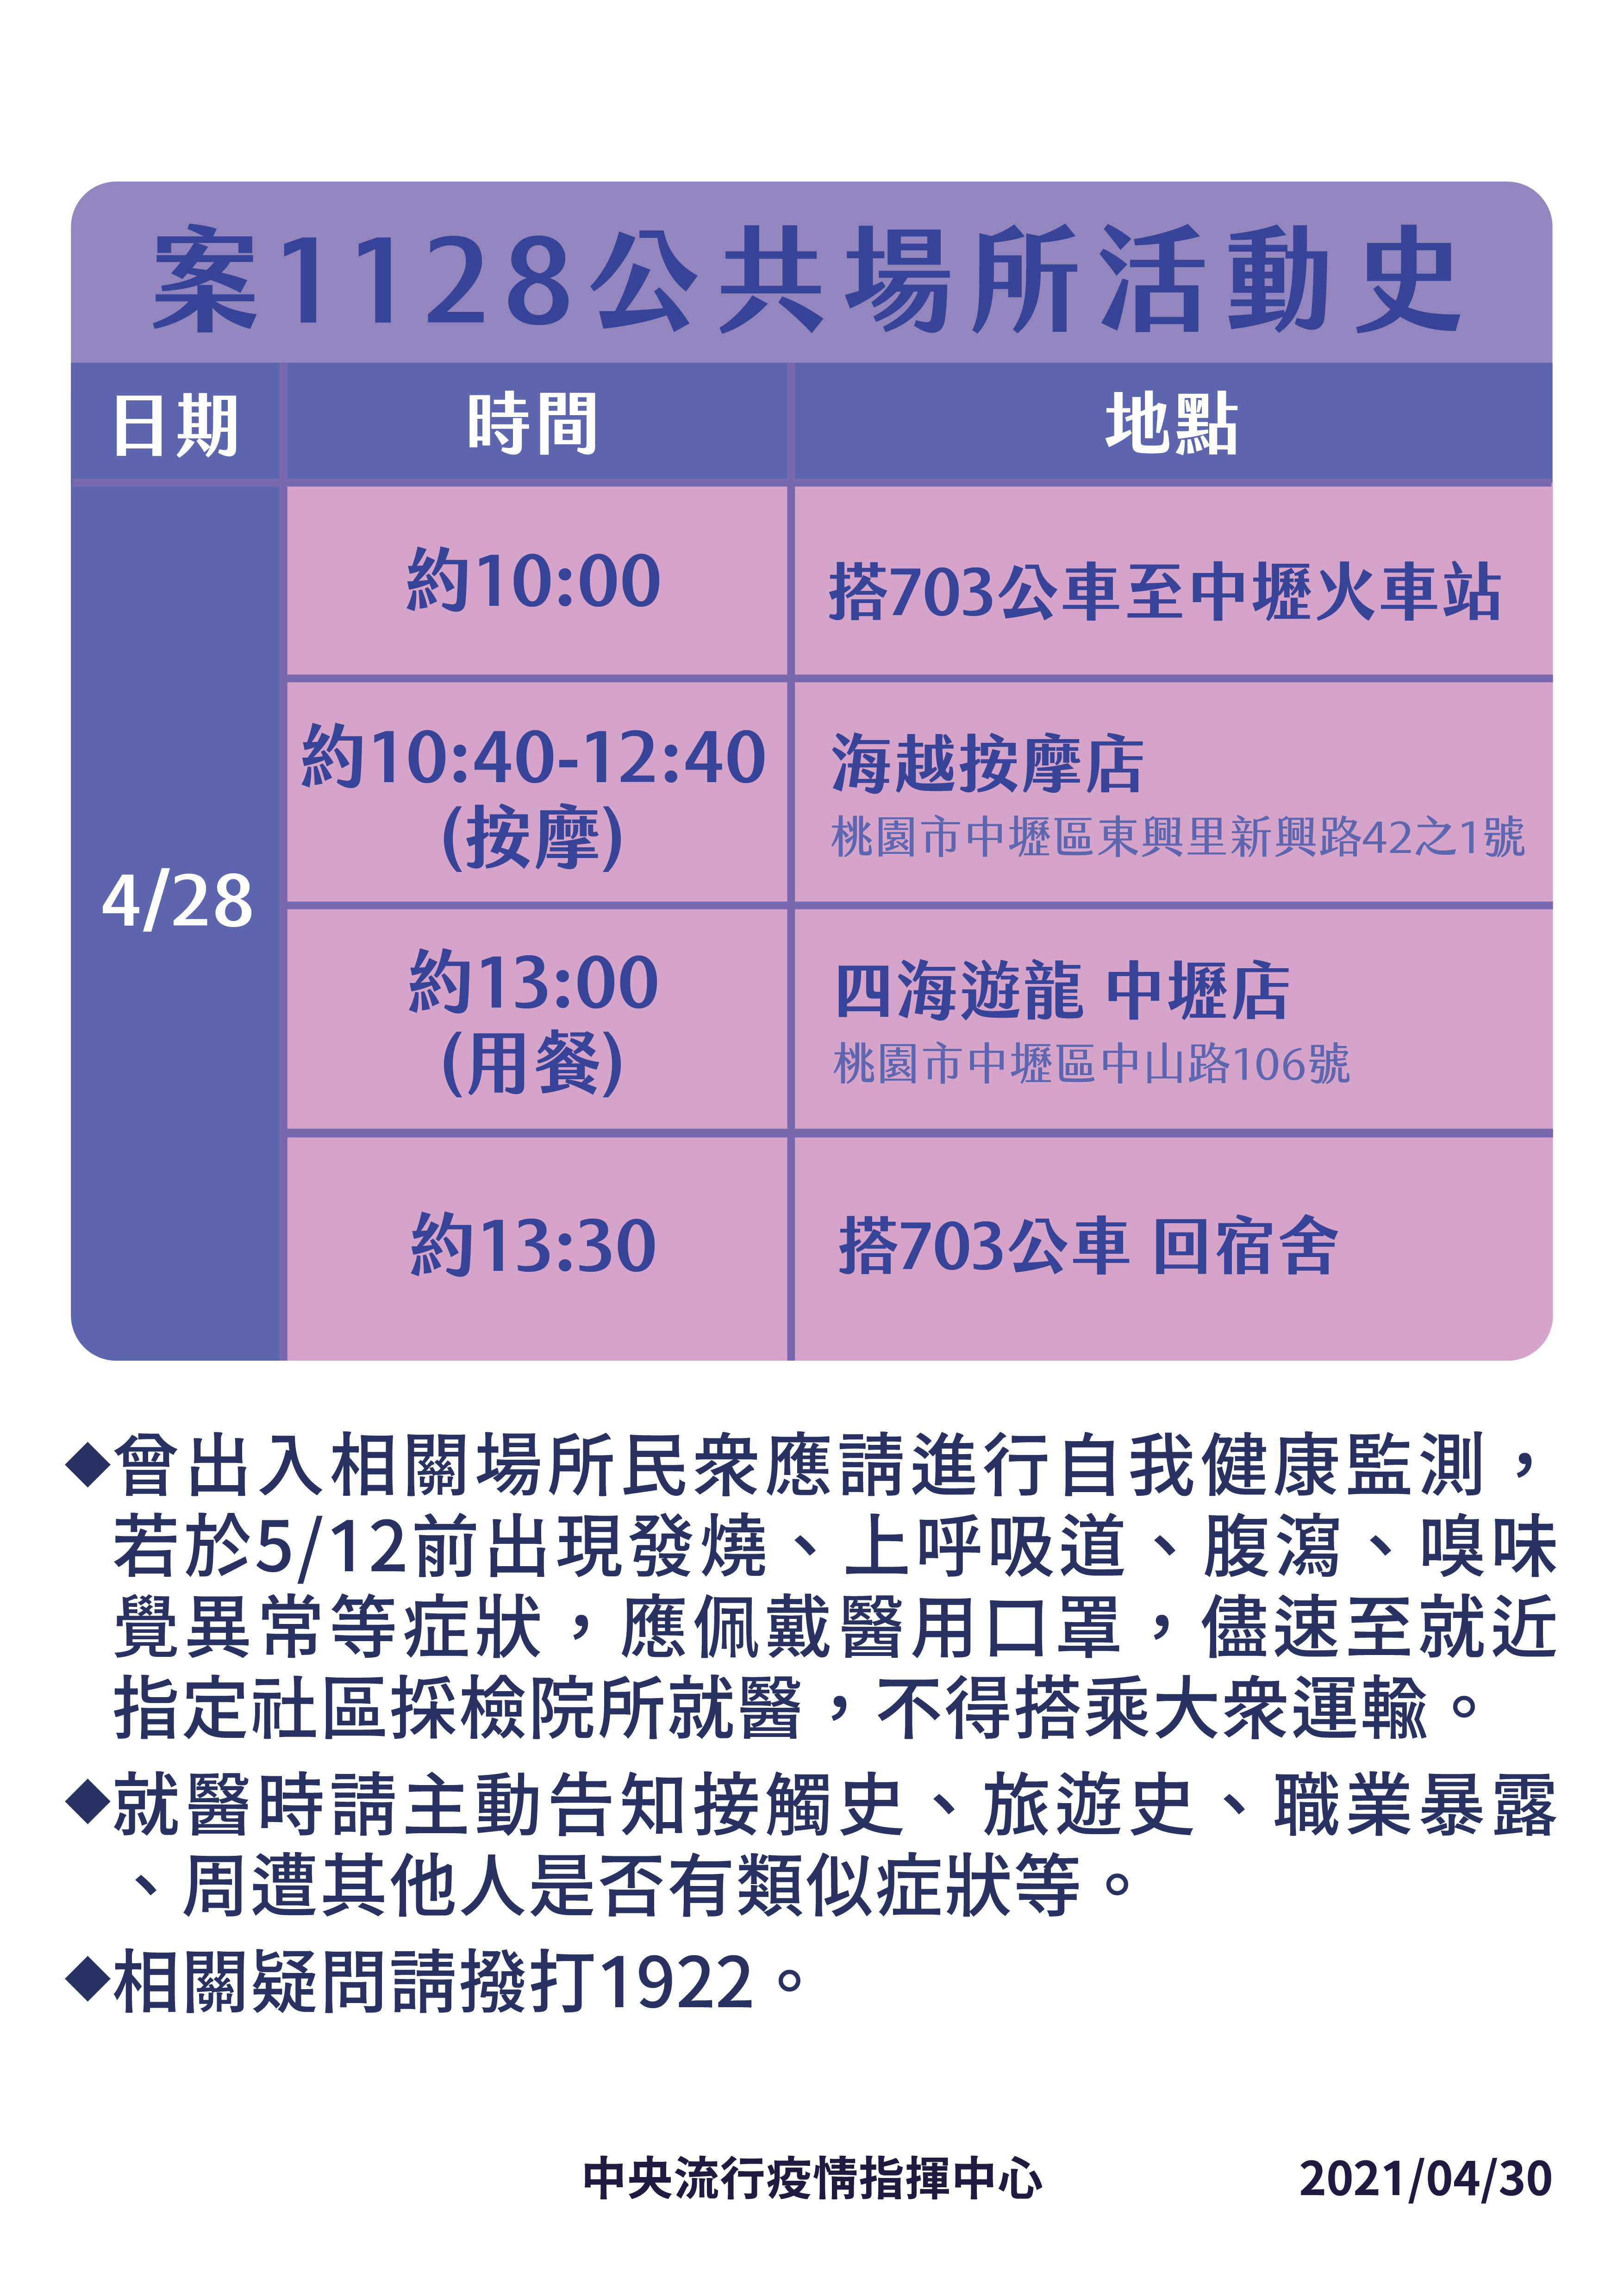 案1128公共場所活動史
日期 時間 地點
4/28
約10:00 搭703公車至中壢火車站
約10:40-12:40
(按摩)
海越按摩店
桃園市中壢區東興里新興路42之1號
約13:00
(用餐)
四海遊龍 中壢店
桃園市中壢區中山路106號
約13:30 搭703公車 回宿舍
◆曾出入相關場所民眾應請進行自我健康監測，
若於5/12前出現發燒、上呼吸道、腹瀉、嗅味
覺異常等症狀，應佩戴醫用口罩，儘速至就近
指定社區採檢院所就醫，不得搭乘大眾運輸。
◆就醫時請主動告知接觸史、旅遊史、職業暴露
、周遭其他人是否有類似症狀等。
◆相關疑問請撥打1922。
中央流行疫情指揮中心 2021/04/30